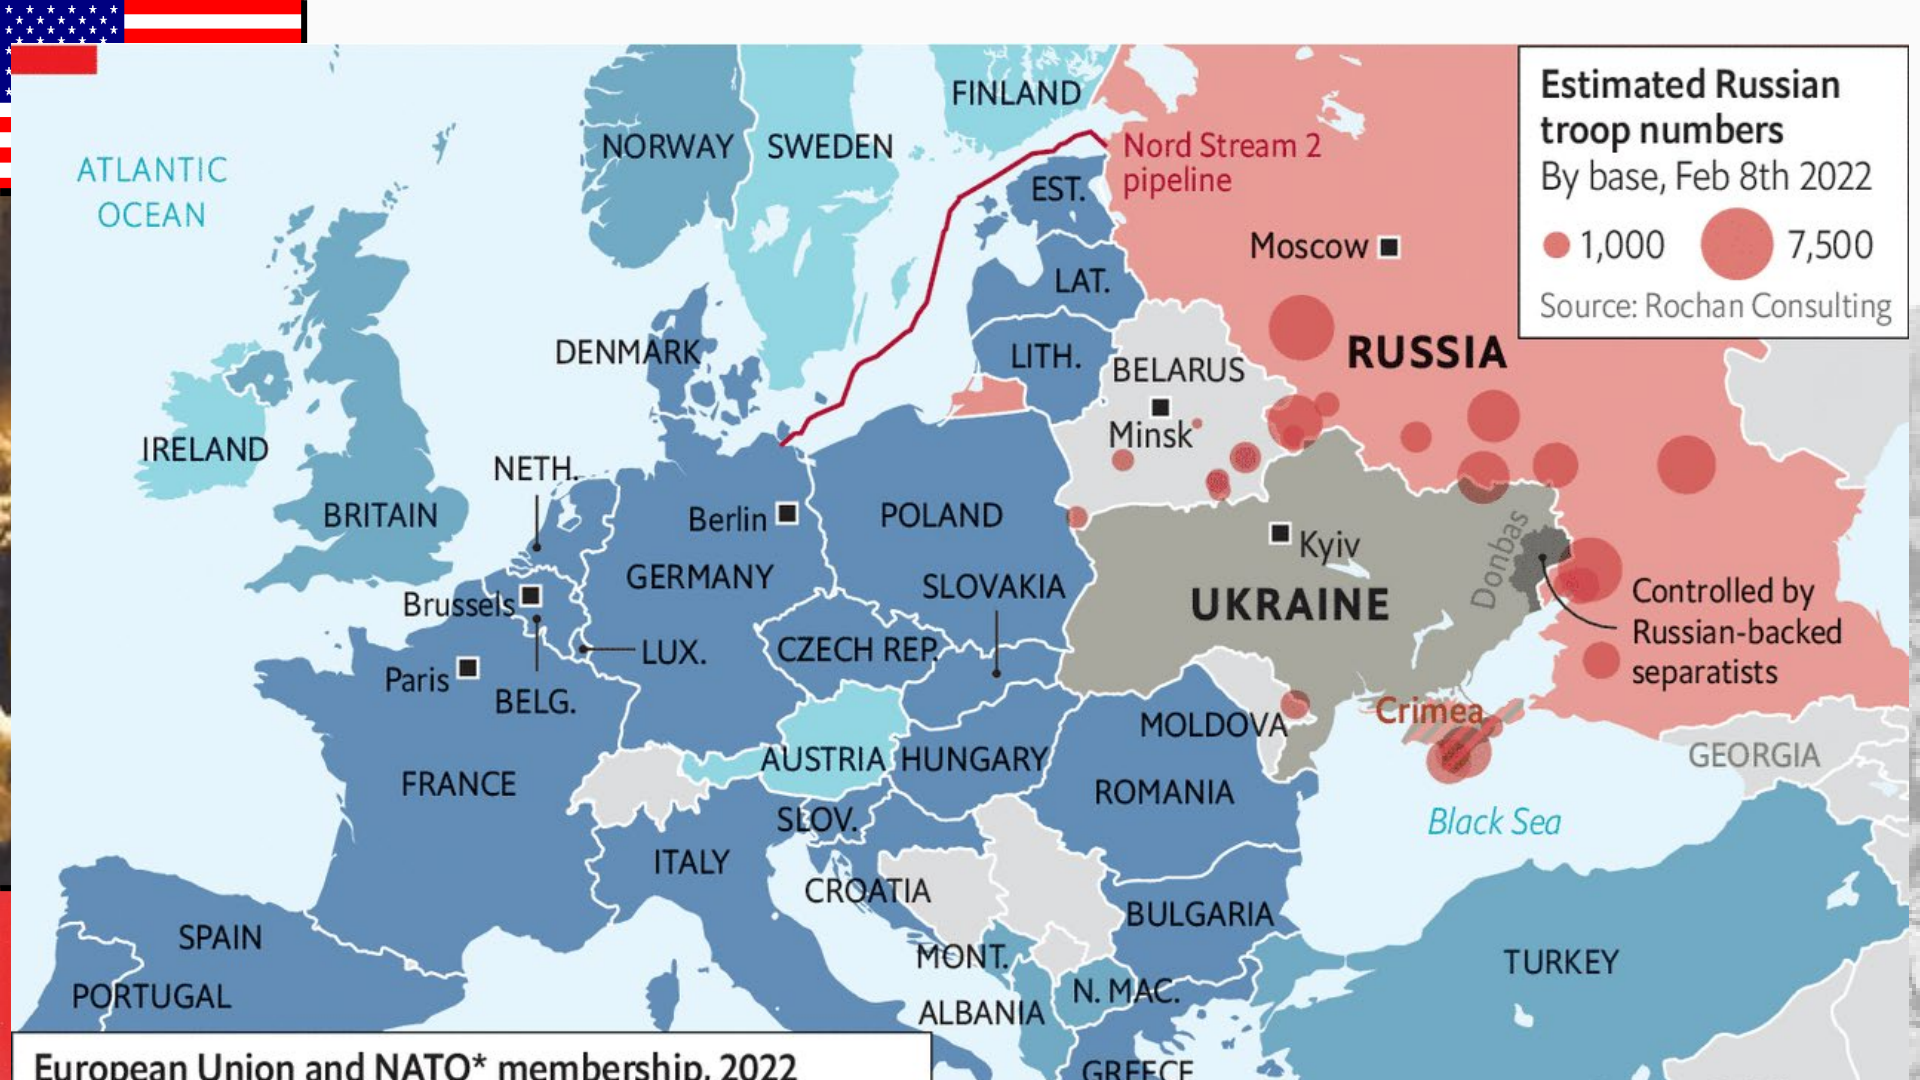 Estimated Russian
troop numbers
By base, Feb 8th 2022
1,000 7,500
Source: Rochan Consulting
FINLAND
NORWAY
SWEDEN
Nord Stream 2
pipeline
ATLANTIC
OCEAN
EST.
Moscow
LAT.
DENMARK
LITH.
BELARUS
RUSSIA
Minsk
IRELAND
NETH.
BRITAIN
Berlin
POLAND
Kyiv
Donbas
GERMANY
SLOVAKIA
UKRAINE
Controlled by
Russian-backed
separatists
Brussels
LUX.
CZECH REP.
Paris
BELG.
Crimea
MOLDOVA
AUSTRIA
HUNGARY
GEORGIA
FRANCE
ROMANIA
SLOV.
Black Sea
ITALY
CROATIA
BULGARIA
SPAIN
MONT.
TURKEY
PORTUGAL
N. MAC.
ALBANIA
GREECE
European Union and NATO* membership, 2022